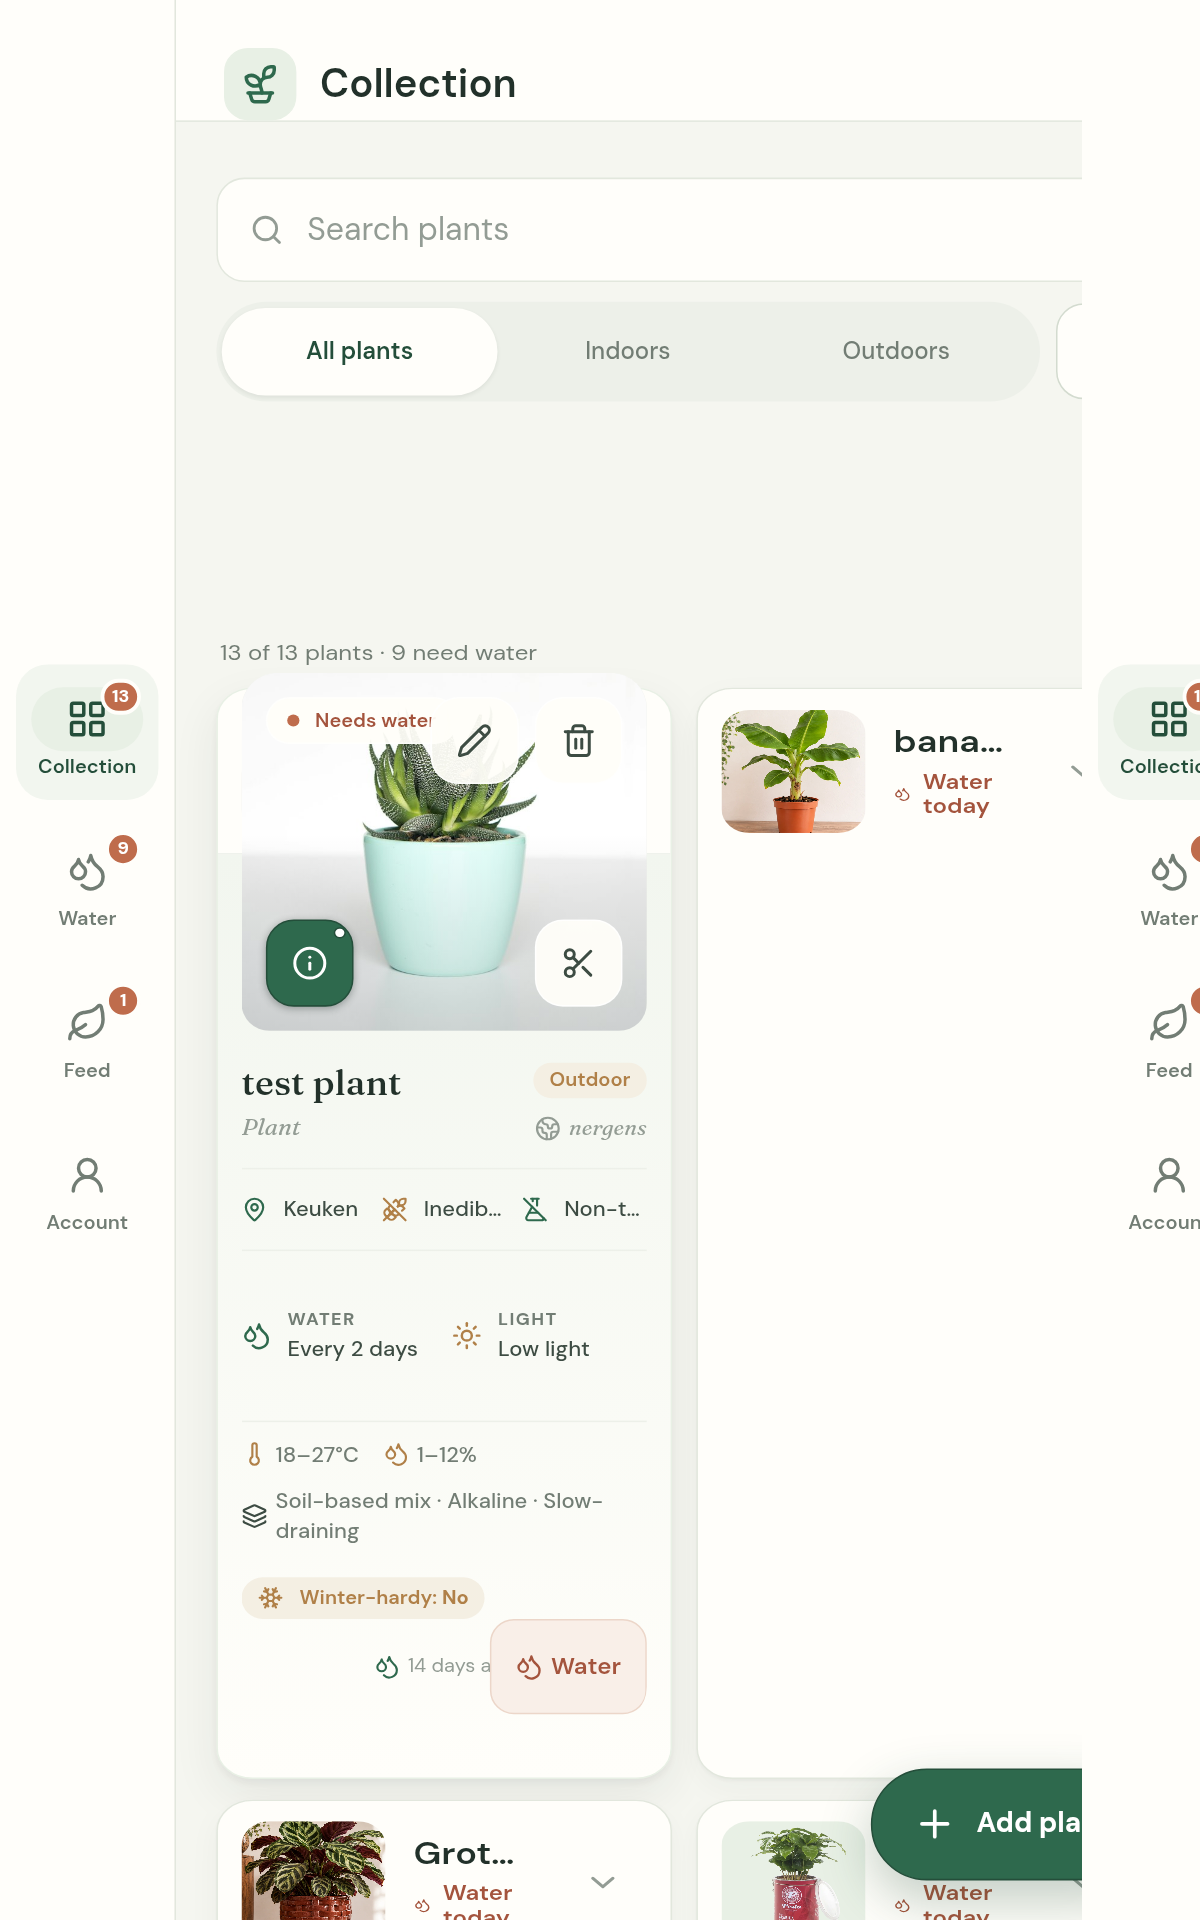 Collection
Search plants
All plants
Indoors
Outdoors
13 of 13 plants · 9 need water
13
Collection
9
Water
1
Feed
Account
Needs water
test plant
Outdoor
Plant
nergens
Keuken
Inedib...
Non-t...
WATER
Every 2 days
LIGHT
Low light
18–27°C
1–12%
Soil-based mix · Alkaline · Slow-
draining
Winter-hardy: No
14 days a
Water
bana...
Water
today
Grot...
Water
today
Water
today
Add pla
1
Collectio
Water
Feed
Accoun